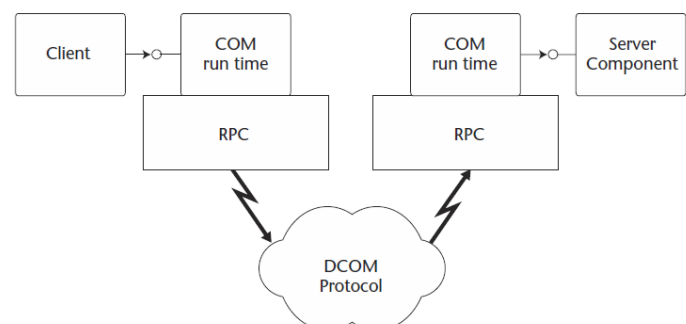 Client
COM
run time
COM
run time
Server
Component
RPC
RPC
DCOM
Protocol